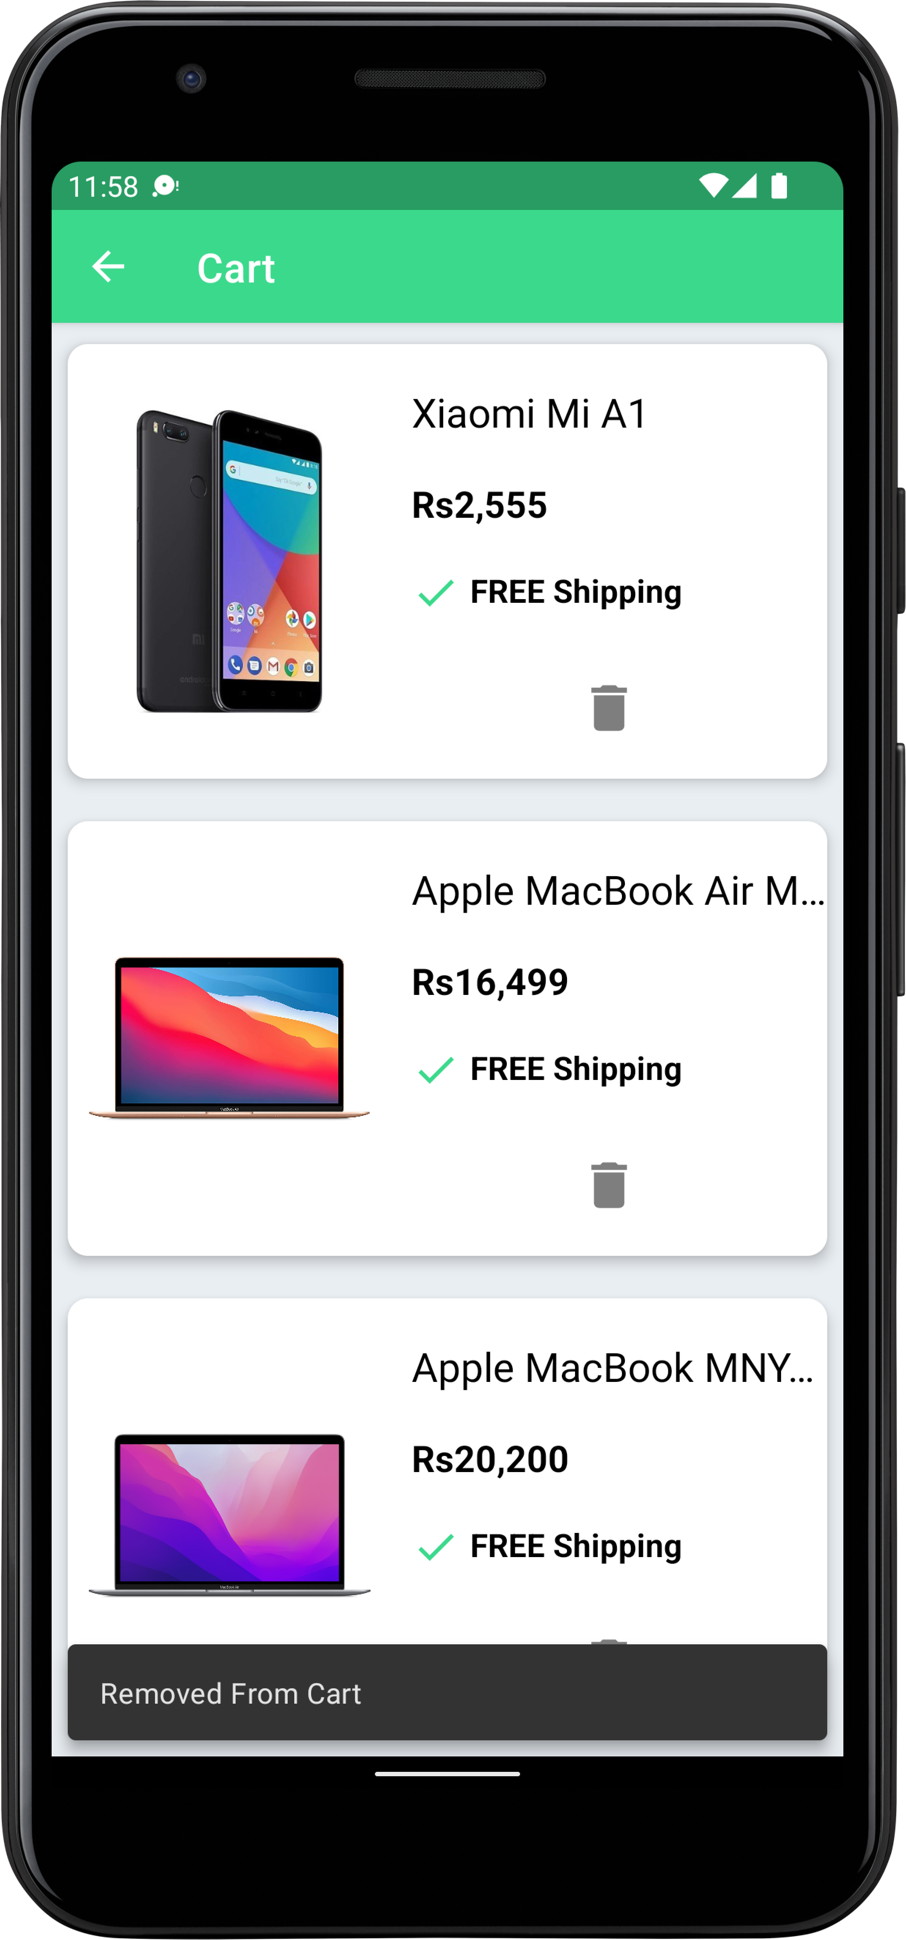 11:58
Cart
Xiaomi Mi A1
Rs2,555
FREE Shipping
Apple MacBook Air M...
Rs16,499
FREE Shipping
Apple MacBook MNY...
Rs20,200
FREE Shipping
Removed From Cart